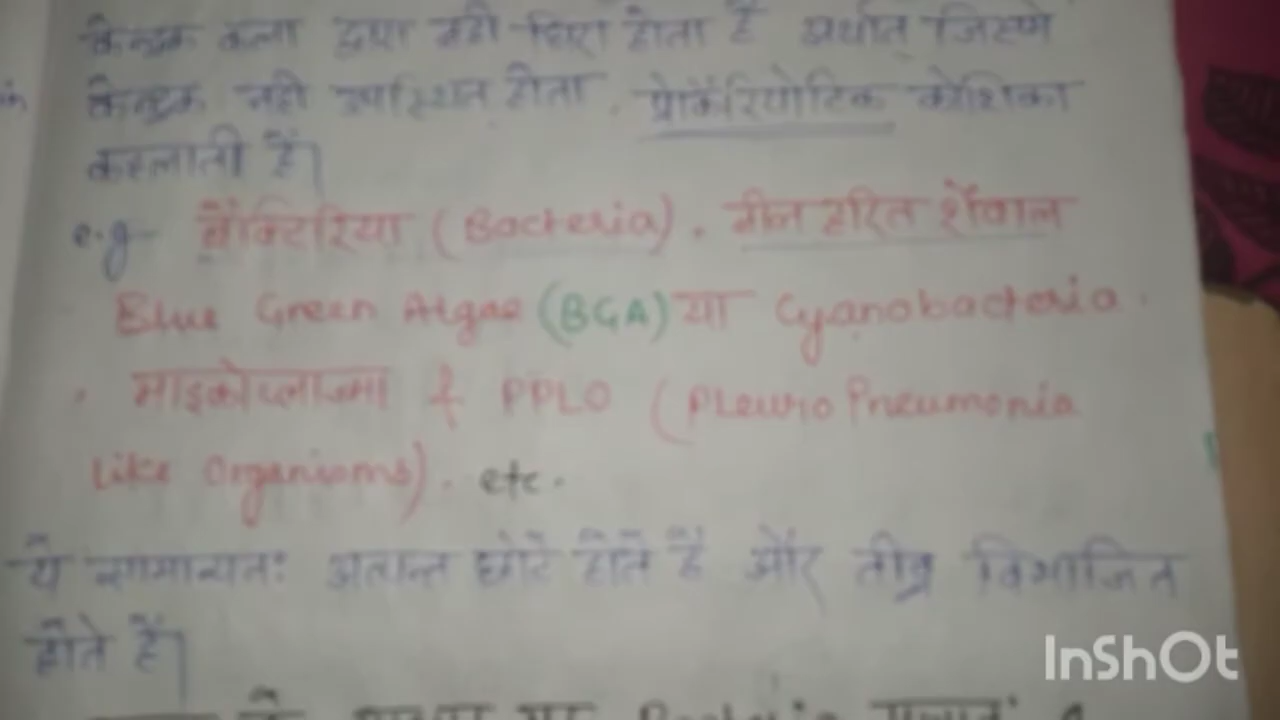 केन्द्रक कला द्वारा नही घिरा होता है अर्थात् जिसमे
केन्द्रक नही उपस्थित होता . प्रोकैरियोटिक कोशिका
कहलाती हैं।
e.g- बैक्टिरिया (Bacteria) . नील हरित शैवाल
Blue Green Algae (BGA) या Cyanobacteria .
. माइकोप्लाज्मा PPLO (Pleuro Pneumonia
Like Organisms) . etc.
ये सामान्यतः अत्यन्त छोटे होते हैं और तीव्र विभाजित
होते हैं।
InShOt